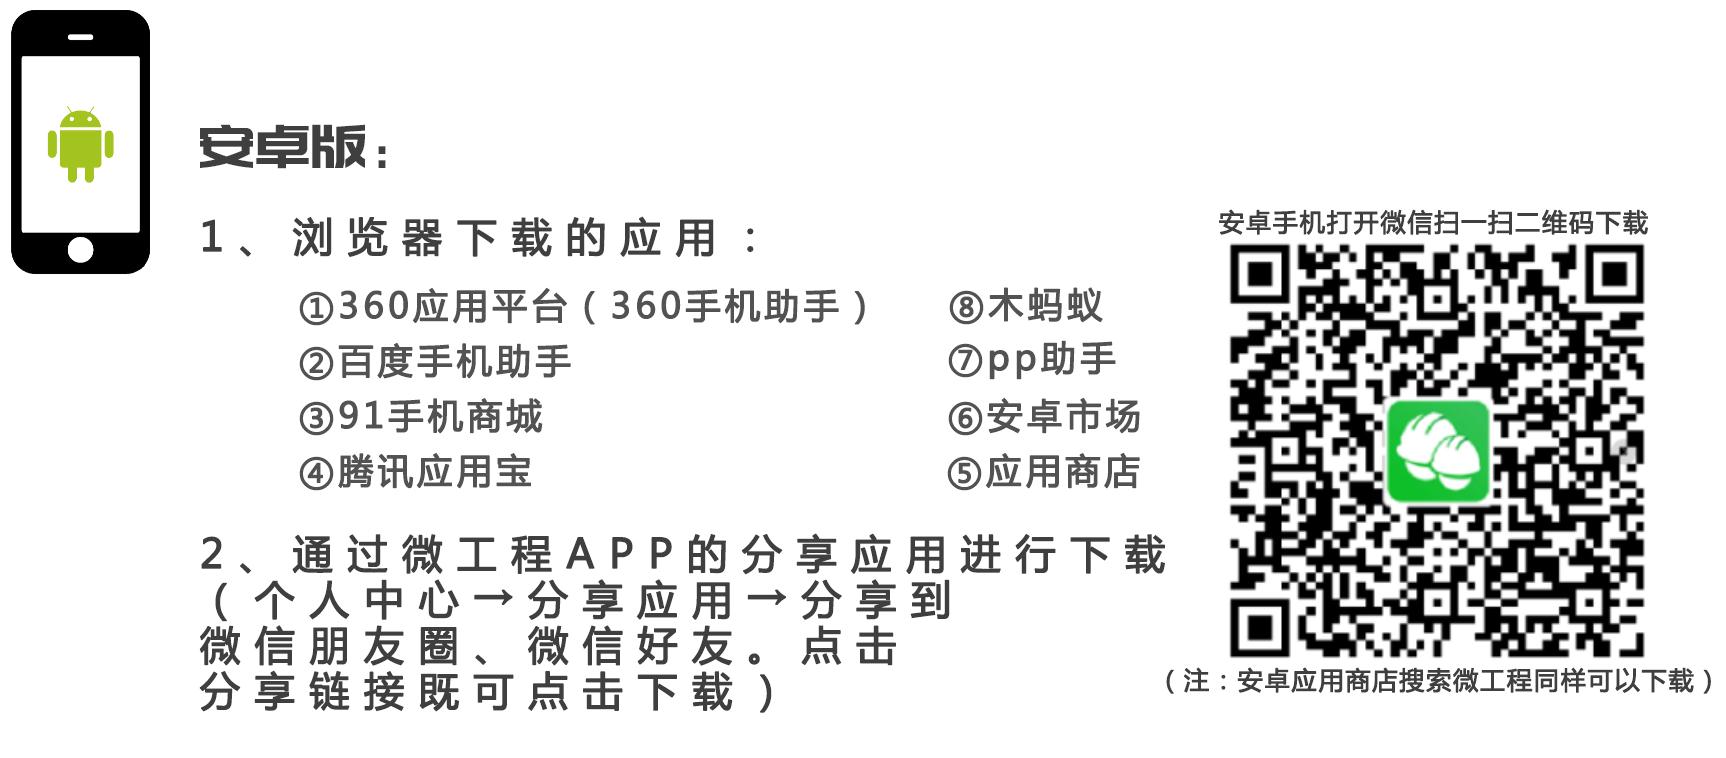 安卓版：
1、浏览器下载的应用：
①360应用平台（360手机助手）
②百度手机助手
③91手机商城
④腾讯应用宝
⑧木蚂蚁
⑦pp助手
⑥安卓市场
⑤应用商店
2、通过微工程APP的分享应用进行下载
（个人中心→分享应用→分享到
微信朋友圈、微信好友。点击
分享链接既可点击下载）
安卓手机打开微信扫一扫二维码下载
（注：安卓应用商店搜索微工程同样可以下载）